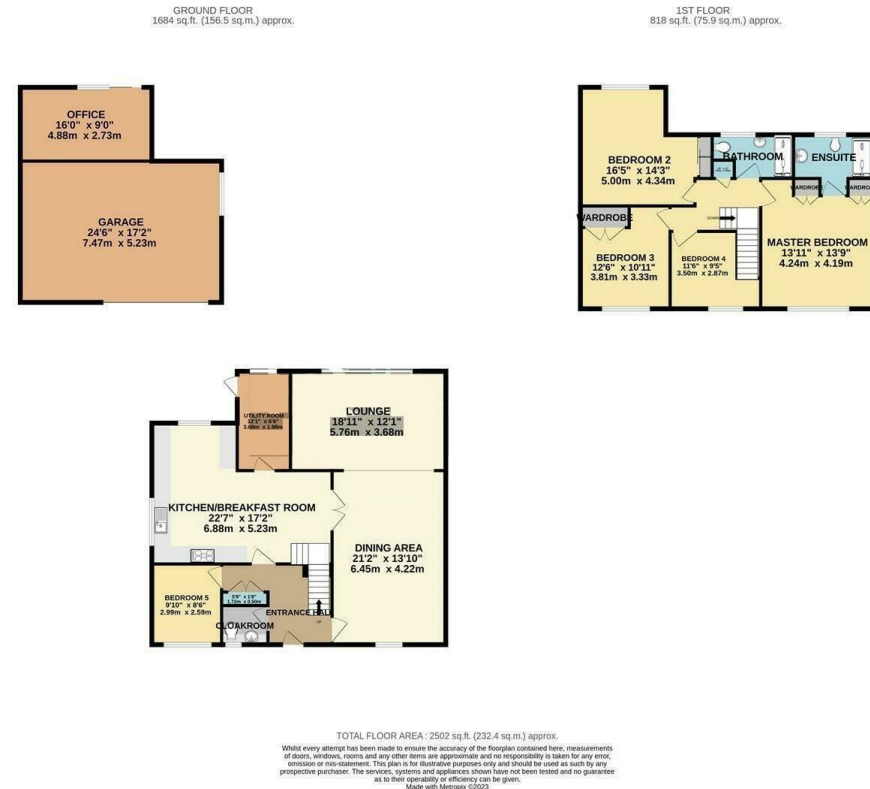 GROUND FLOOR
1684 sq.ft. (156.5 sq.m.) approx.
1ST FLOOR
818 sq.ft. (75.9 sq.m.) approx.
OFFICE
16'0" x 9'0"
4.88m x 2.73m
GARAGE
24'6" x 17'2"
7.47m x 5.23m
BEDROOM 2
16'5" x 14'3"
5.00m x 4.34m
BATHROOM
ENSUITE
WARDROBE
WARDROBE
WARDROBE
DOWN
BEDROOM 3
12'6" x 10'11"
3.81m x 3.33m
BEDROOM 4
11'6" x 9'5"
3.50m x 2.87m
MASTER BEDROOM
13'11" x 13'9"
4.24m x 4.19m
UTILITY ROOM
12'1" x 6'6"
3.68m x 1.98m
LOUNGE
18'11" x 12'1"
5.76m x 3.68m
KITCHEN/BREAKFAST ROOM
22'7" x 17'2"
6.88m x 5.23m
DINING AREA
21'2" x 13'10"
6.45m x 4.22m
BEDROOM 5
9'10" x 8'6"
2.99m x 2.59m
ENTRANCE HALL
UP
CLOAKROOM
TOTAL FLOOR AREA : 2502 sq.ft. (232.4 sq.m.) approx.
Whilst every attempt has been made to ensure the accuracy of the floorplan contained here, measurements
of doors, windows, rooms and any other items are approximate and no responsibility is taken for any error,
omission or mis-statement. This plan is for illustrative purposes only and should be used as such by any
prospective purchaser. The services, systems and appliances shown have not been tested and no guarantee
as to their operability or efficiency can be given.
Made with Metropix ©2023